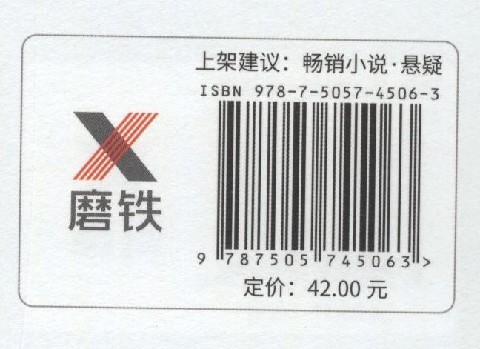 上架建议：畅销小说·悬疑
ISBN 978-7-5057-4506-3
磨铁
9 787505 745063 >
定价：42.00 元